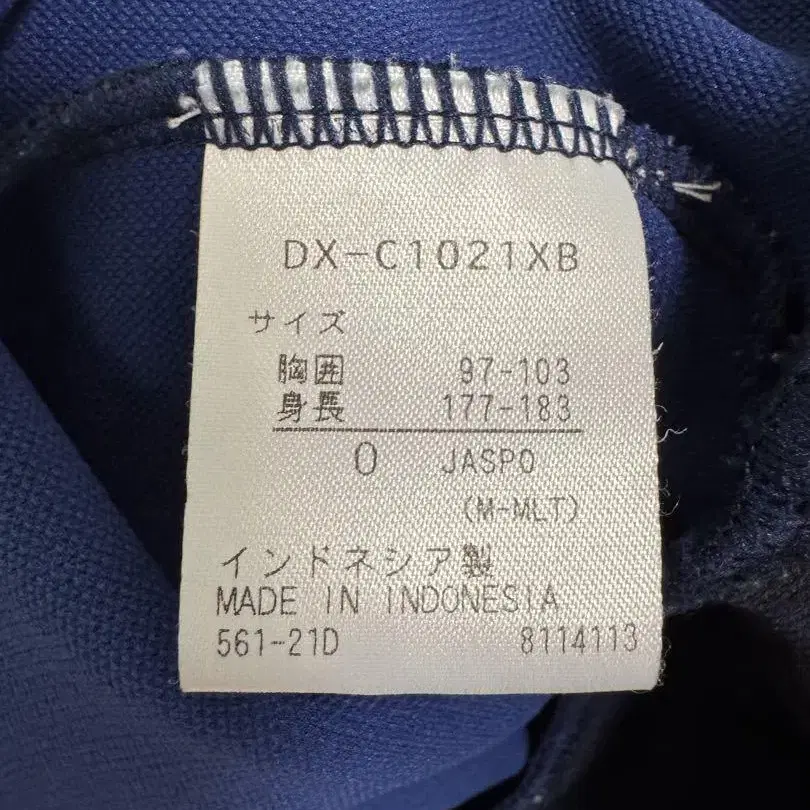 DX-C1021XB
サイズ
胸囲 97-103
身長 177-183
O JASPO
(M-MLT)
インドネシア製
MADE IN INDONESIA
561-21D 8114113